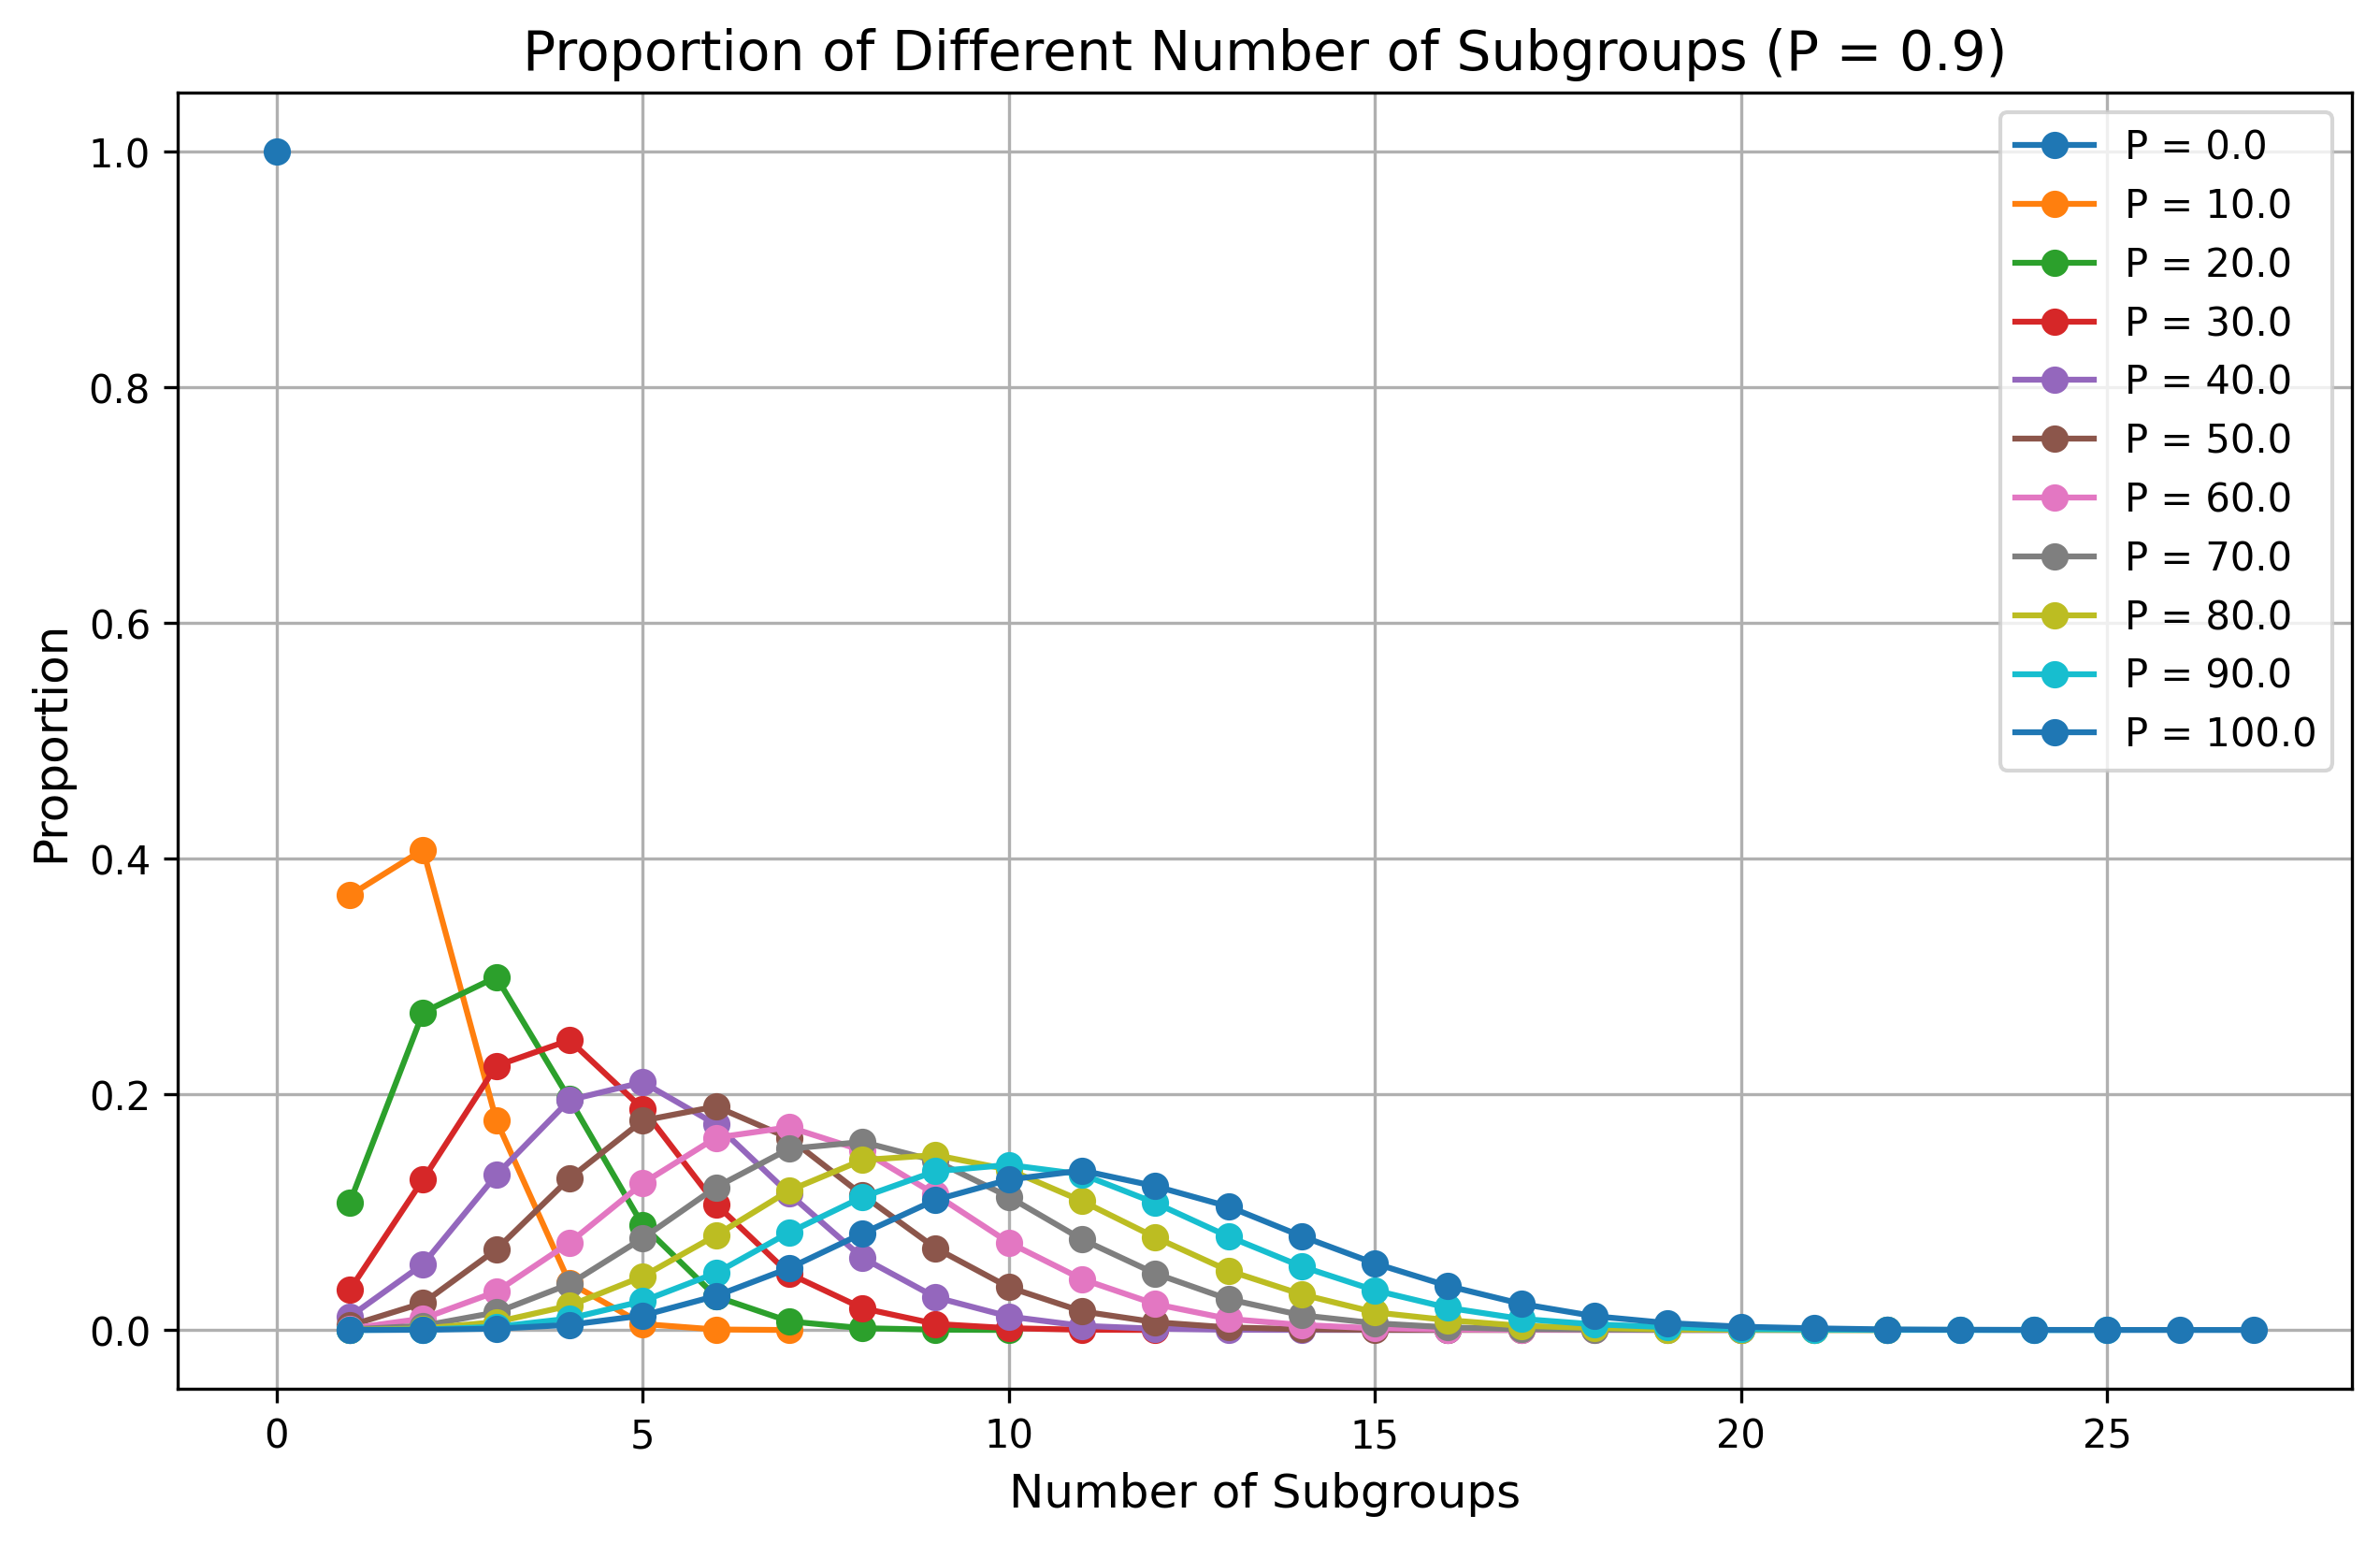 Proportion of Different Number of Subgroups (P = 0.9)
1.0
0.8
0.6
0.4
0.2
0.0
Proportion
0
5
10
15
20
25
Number of Subgroups
P = 0.0
P = 10.0
P = 20.0
P = 30.0
P = 40.0
P = 50.0
P = 60.0
P = 70.0
P = 80.0
P = 90.0
P = 100.0